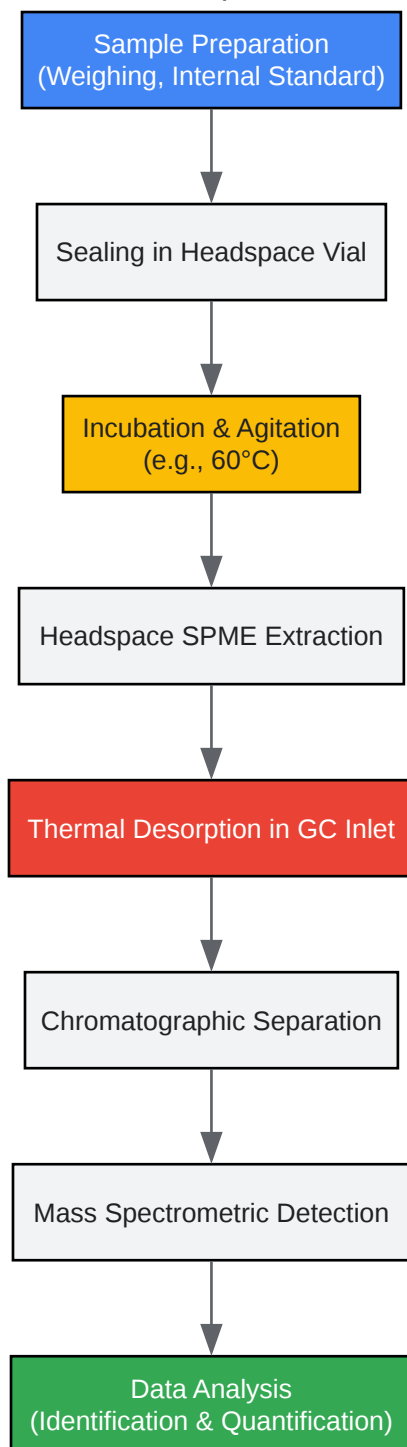 Sample Preparation
(Weighing, Internal Standard)
Sealing in Headspace Vial
Incubation & Agitation
(e.g., 60°C)
Headspace SPME Extraction
Thermal Desorption in GC Inlet
Chromatographic Separation
Mass Spectrometric Detection
Data Analysis
(Identification & Quantification)